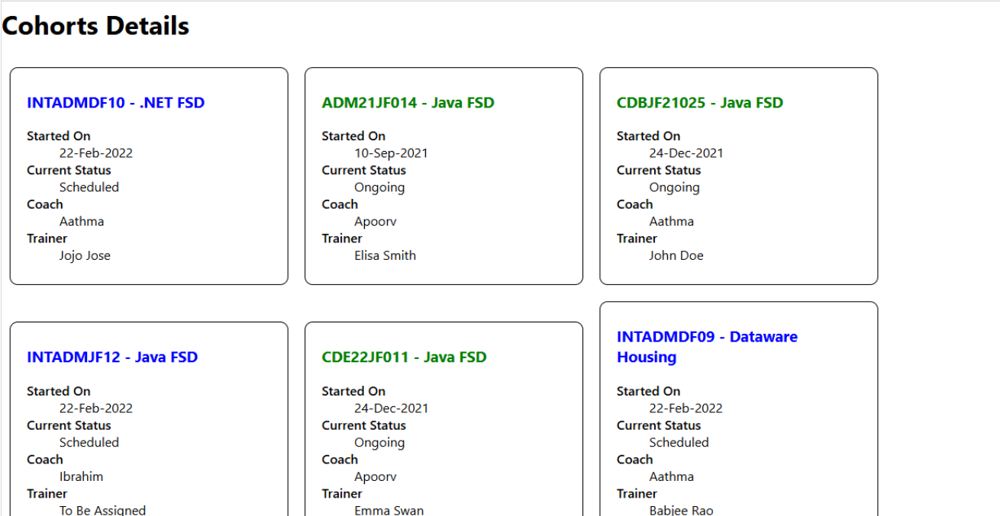 Cohorts Details
INTADMDF10 - .NET FSD
Started On
22-Feb-2022
Current Status
Scheduled
Coach
Aathma
Trainer
Jojo Jose
ADM21JF014 - Java FSD
Started On
10-Sep-2021
Current Status
Ongoing
Coach
Apoorv
Trainer
Elisa Smith
CDBJF21025 - Java FSD
Started On
24-Dec-2021
Current Status
Ongoing
Coach
Aathma
Trainer
John Doe
INTADMJF12 - Java FSD
Started On
22-Feb-2022
Current Status
Scheduled
Coach
Ibrahim
Trainer
To Be Assigned
CDE22JF011 - Java FSD
Started On
24-Dec-2021
Current Status
Ongoing
Coach
Apoorv
Trainer
Emma Swan
INTADMDF09 - Dataware
Housing
Started On
22-Feb-2022
Current Status
Scheduled
Coach
Aathma
Trainer
Babjee Rao